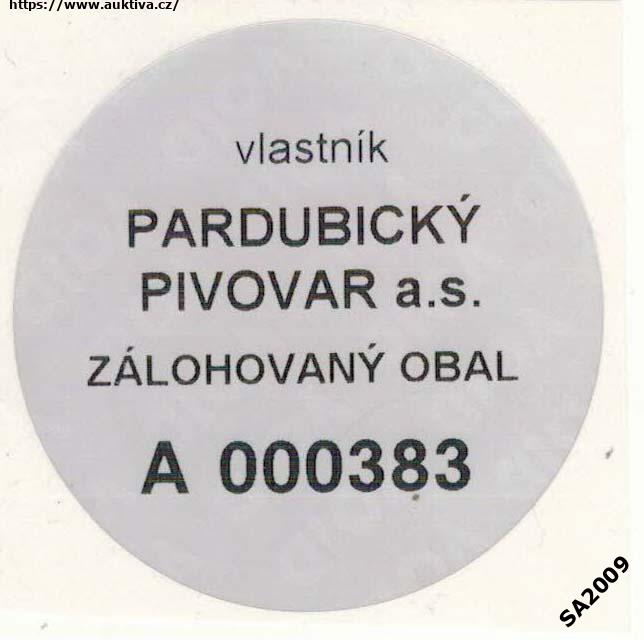 https://www.auktiva.cz/
vlastník
PARDUBICKÝ
PIVOVAR a.s.
ZÁLOHOVANÝ OBAL
A 000383
SA2009